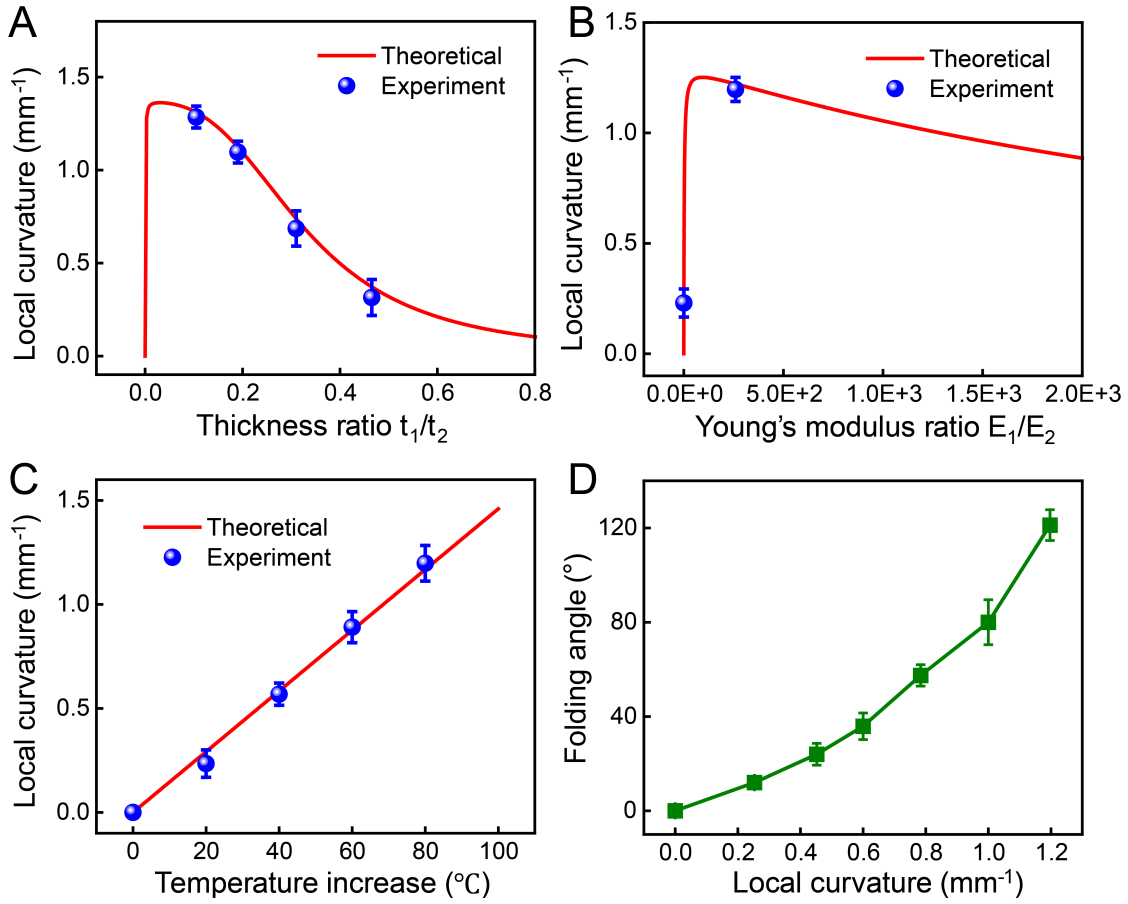 A
Theoretical
Experiment
1.5
1.0
0.5
0.0
Local curvature (mm⁻¹)
0.0 0.2 0.4 0.6 0.8
Thickness ratio t₁/t₂
B
Theoretical
Experiment
1.5
1.0
0.5
0.0
Local curvature (mm⁻¹)
0.0E+0 5.0E+2 1.0E+3 1.5E+3 2.0E+3
Young's modulus ratio E₁/E₂
C
Theoretical
Experiment
1.5
1.0
0.5
0.0
Local curvature (mm⁻¹)
0 20 40 60 80 100
Temperature increase (℃)
D
120
80
40
0
Folding angle (°)
0.0 0.2 0.4 0.6 0.8 1.0 1.2
Local curvature (mm⁻¹)